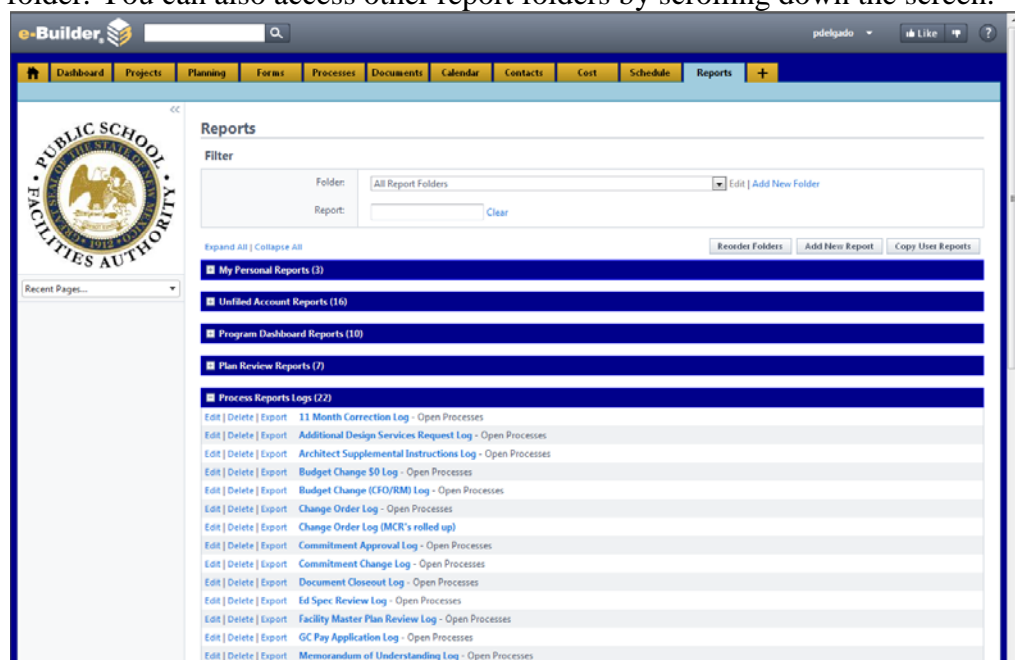 folder. You can also access other report folders by scrolling down the screen.
e-Builder
pdelgado
Like
?
Dashboard Projects Planning Forms Processes Documents Calendar Contacts Cost Schedule Reports +
«
PUBLIC SCHOOL
FACILITIES AUTHORITY
GREAT SEAL OF THE STATE OF NEW MEXICO
1912
Recent Pages...
Reports
Filter
Folder: All Report Folders Edit | Add New Folder
Report: Clear
Expand All | Collapse All Reorder Folders Add New Report Copy User Reports
My Personal Reports (3)
Unfiled Account Reports (16)
Program Dashboard Reports (10)
Plan Review Reports (7)
Process Reports Logs (22)
Edit | Delete | Export 11 Month Correction Log - Open Processes
Edit | Delete | Export Additional Design Services Request Log - Open Processes
Edit | Delete | Export Architect Supplemental Instructions Log - Open Processes
Edit | Delete | Export Budget Change $0 Log - Open Processes
Edit | Delete | Export Budget Change (CFO/RM) Log - Open Processes
Edit | Delete | Export Change Order Log - Open Processes
Edit | Delete | Export Change Order Log (MCR's rolled up)
Edit | Delete | Export Commitment Approval Log - Open Processes
Edit | Delete | Export Commitment Change Log - Open Processes
Edit | Delete | Export Document Closeout Log - Open Processes
Edit | Delete | Export Ed Spec Review Log - Open Processes
Edit | Delete | Export Facility Master Plan Review Log - Open Processes
Edit | Delete | Export GC Pay Application Log - Open Processes
Edit | Delete | Export Memorandum of Understanding Log - Open Processes